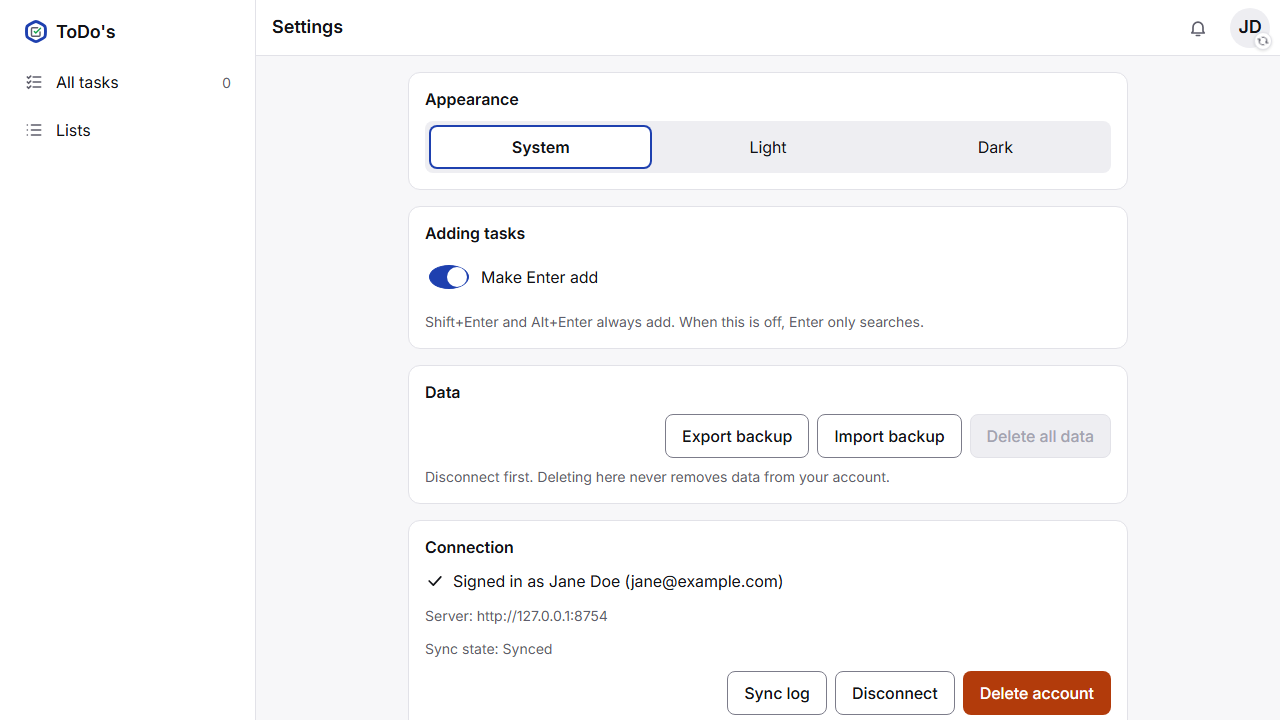 ToDo's
All tasks 0
Lists
Settings
JD
Appearance
System Light Dark
Adding tasks
Make Enter add
Shift+Enter and Alt+Enter always add. When this is off, Enter only searches.
Data
Export backup Import backup Delete all data
Disconnect first. Deleting here never removes data from your account.
Connection
Signed in as Jane Doe (jane@example.com)
Server: http://127.0.0.1:8754
Sync state: Synced
Sync log Disconnect Delete account